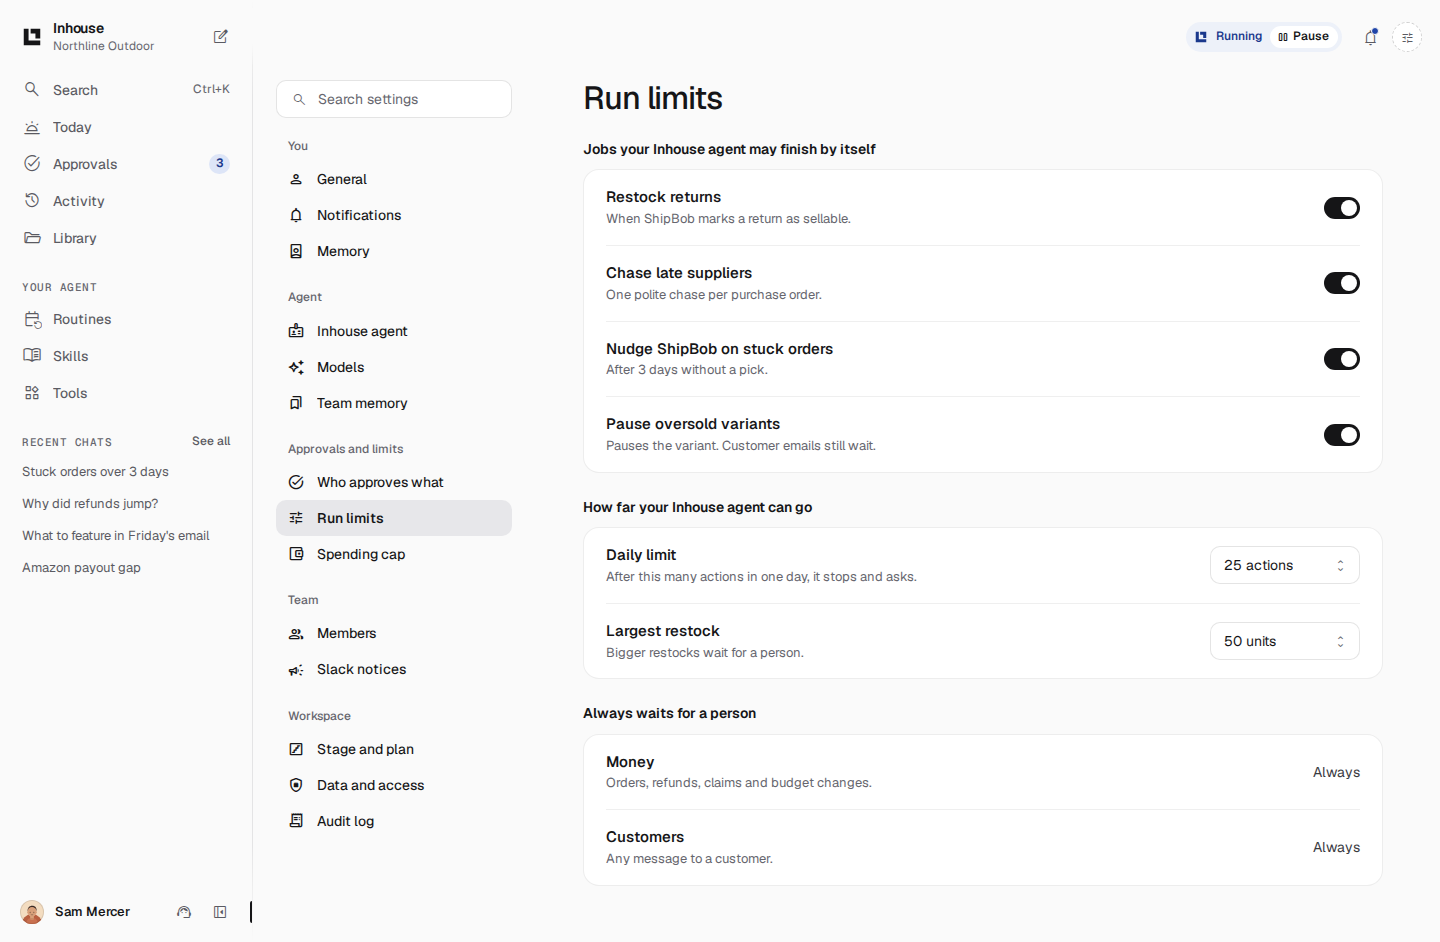 Inhouse
Northline Outdoor
Search Ctrl+K
Today
Approvals 3
Activity
Library
YOUR AGENT
Routines
Skills
Tools
RECENT CHATS See all
Stuck orders over 3 days
Why did refunds jump?
What to feature in Friday's email
Amazon payout gap
Sam Mercer
Search settings
You
General
Notifications
Memory
Agent
Inhouse agent
Models
Team memory
Approvals and limits
Who approves what
Run limits
Spending cap
Team
Members
Slack notices
Workspace
Stage and plan
Data and access
Audit log
Running Pause
Run limits
Jobs your Inhouse agent may finish by itself
Restock returns
When ShipBob marks a return as sellable.
Chase late suppliers
One polite chase per purchase order.
Nudge ShipBob on stuck orders
After 3 days without a pick.
Pause oversold variants
Pauses the variant. Customer emails still wait.
How far your Inhouse agent can go
Daily limit
After this many actions in one day, it stops and asks.
25 actions
Largest restock
Bigger restocks wait for a person.
50 units
Always waits for a person
Money
Orders, refunds, claims and budget changes.
Always
Customers
Any message to a customer.
Always